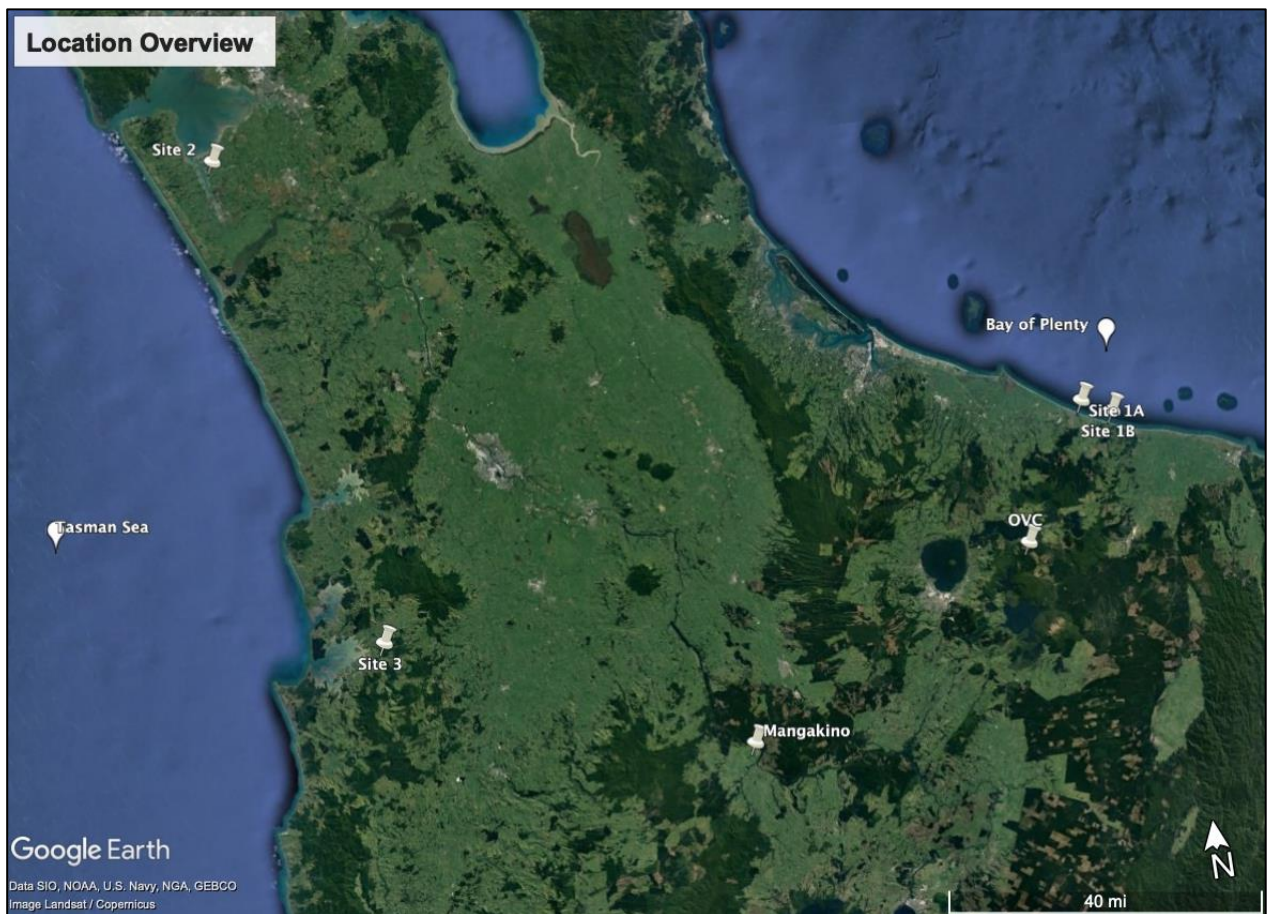 Location Overview
Site 2
Bay of Plenty
Site 1A
Site 1B
OVC
Tasman Sea
Site 3
Mangakino
Google Earth
Data SIO, NOAA, U.S. Navy, NGA, GEBCO
Image Landsat / Copernicus
N
40 mi